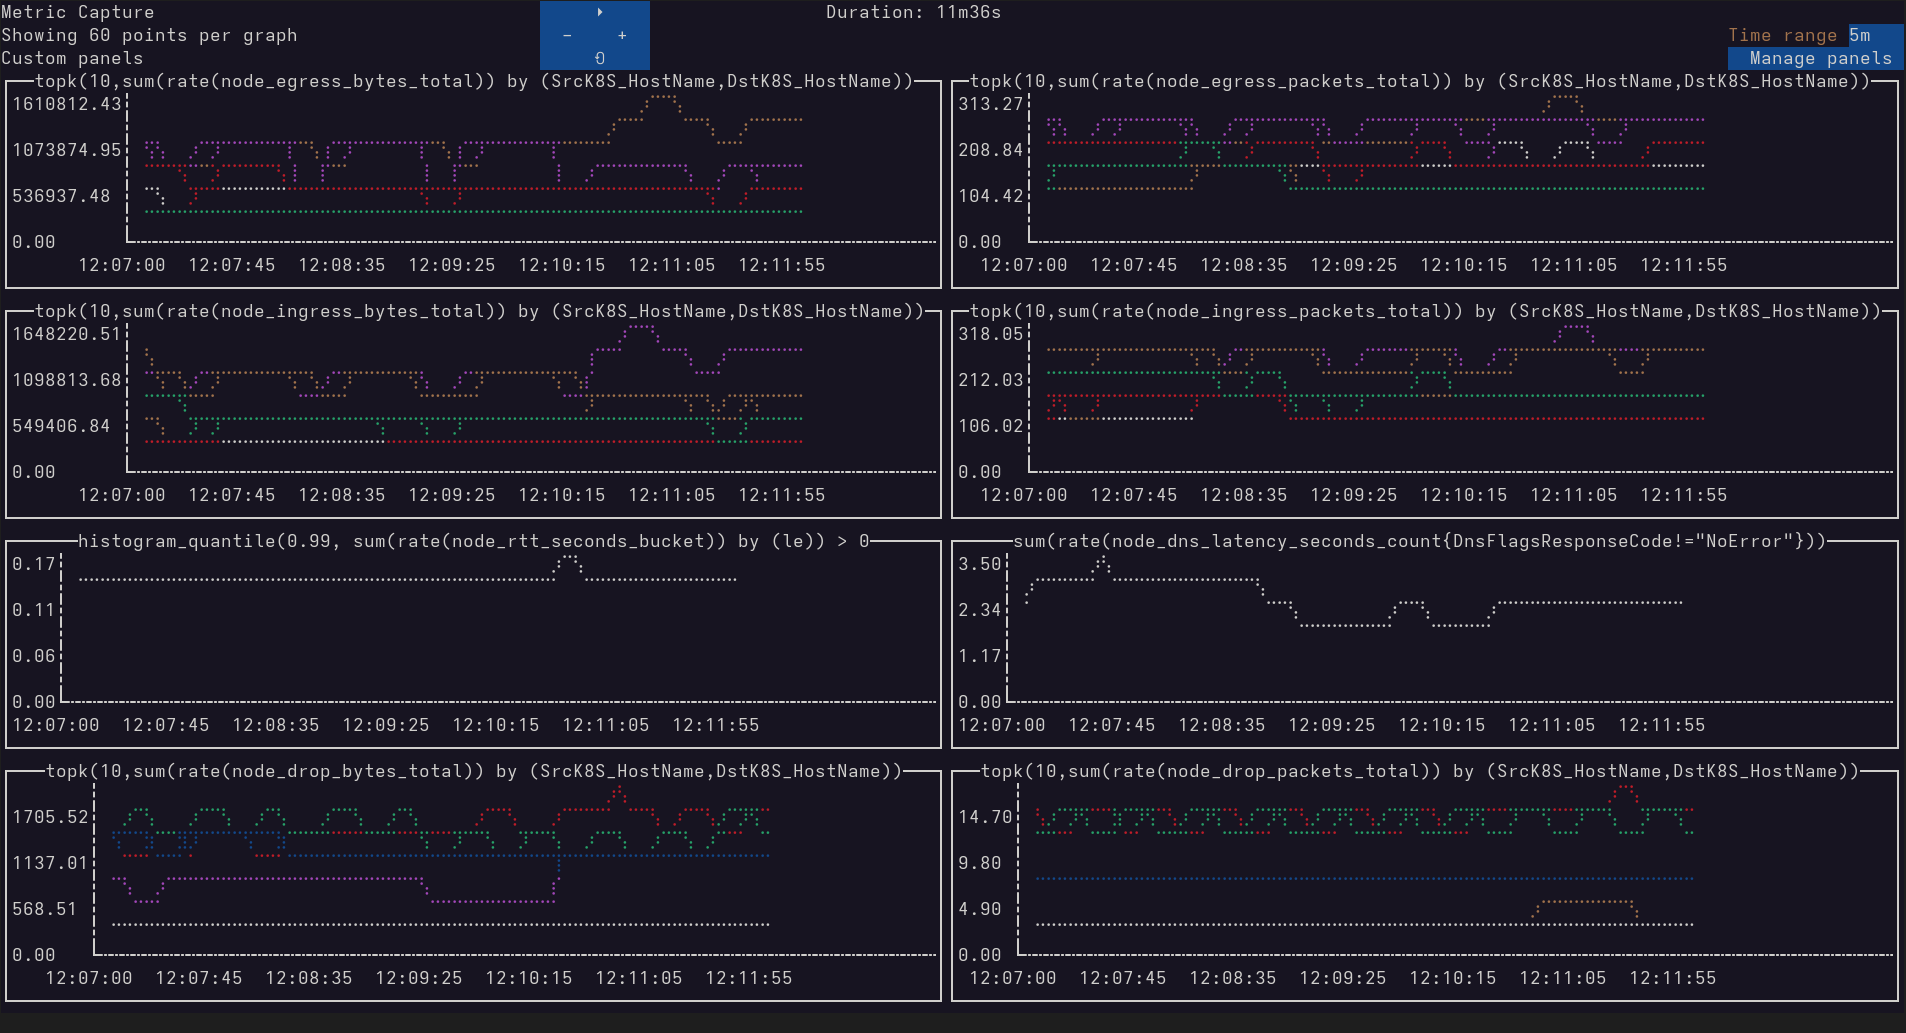 Metric Capture
Duration: 11m36s
Showing 60 points per graph
- +
Time range 5m
Custom panels
Manage panels
topk(10,sum(rate(node_egress_bytes_total)) by (SrcK8S_HostName,DstK8S_HostName))
1610812.43
1073874.95
536937.48
0.00
12:07:00 12:07:45 12:08:35 12:09:25 12:10:15 12:11:05 12:11:55
topk(10,sum(rate(node_egress_packets_total)) by (SrcK8S_HostName,DstK8S_HostName))
313.27
208.84
104.42
0.00
12:07:00 12:07:45 12:08:35 12:09:25 12:10:15 12:11:05 12:11:55
topk(10,sum(rate(node_ingress_bytes_total)) by (SrcK8S_HostName,DstK8S_HostName))
1648220.51
1098813.68
549406.84
0.00
12:07:00 12:07:45 12:08:35 12:09:25 12:10:15 12:11:05 12:11:55
topk(10,sum(rate(node_ingress_packets_total)) by (SrcK8S_HostName,DstK8S_HostName))
318.05
212.03
106.02
0.00
12:07:00 12:07:45 12:08:35 12:09:25 12:10:15 12:11:05 12:11:55
histogram_quantile(0.99, sum(rate(node_rtt_seconds_bucket)) by (le)) > 0
0.17
0.11
0.06
0.00
12:07:00 12:07:45 12:08:35 12:09:25 12:10:15 12:11:05 12:11:55
sum(rate(node_dns_latency_seconds_count{DnsFlagsResponseCode!="NoError"}))
3.50
2.34
1.17
0.00
12:07:00 12:07:45 12:08:35 12:09:25 12:10:15 12:11:05 12:11:55
topk(10,sum(rate(node_drop_bytes_total)) by (SrcK8S_HostName,DstK8S_HostName))
1705.52
1137.01
568.51
0.00
12:07:00 12:07:45 12:08:35 12:09:25 12:10:15 12:11:05 12:11:55
topk(10,sum(rate(node_drop_packets_total)) by (SrcK8S_HostName,DstK8S_HostName))
14.70
9.80
4.90
0.00
12:07:00 12:07:45 12:08:35 12:09:25 12:10:15 12:11:05 12:11:55